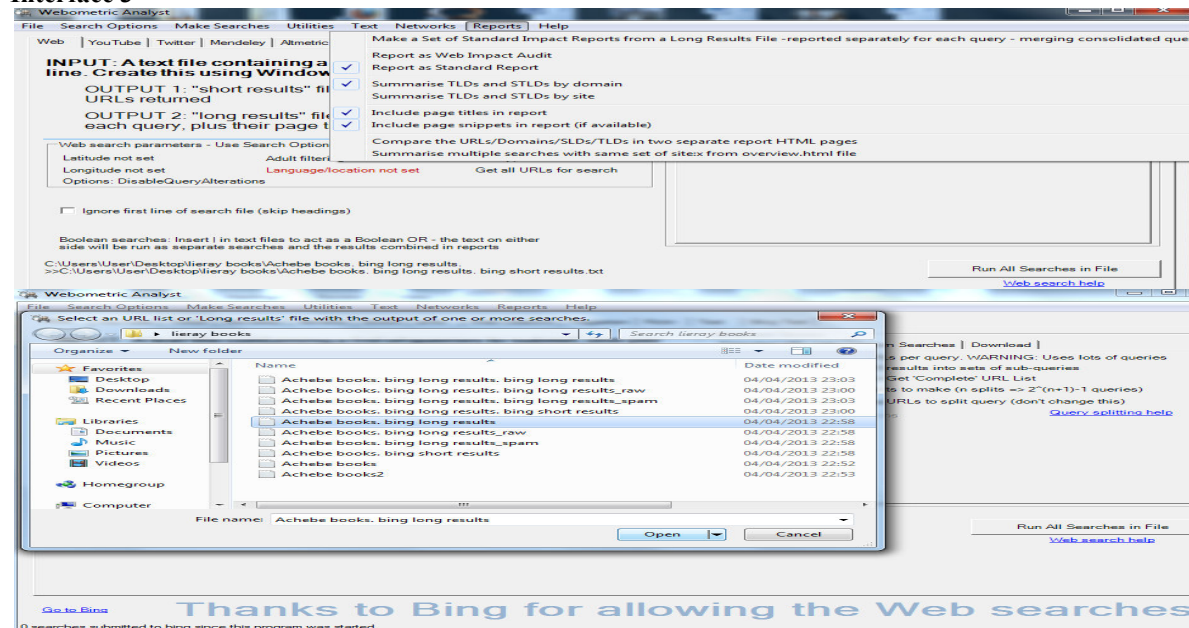 Webometric Analyst
File Search Options Make Searches Utilities Text Networks Reports Help
Web | YouTube | Twitter | Mendeley | Altmetric
Make a Set of Standard Impact Reports from a Long Results File -reported separately for each query - merging consolidated que
Report as Web Impact Audit
Report as Standard Report
Summarise TLDs and STLDs by domain
Summarise TLDs and STLDs by site
Include page titles in report
Include page snippets in report (if available)
Compare the URLs/Domains/SLDs/TLDs in two separate report HTML pages
Summarise multiple searches with same set of site:x from overview.html file
INPUT: A text file containing a
line. Create this using Window
OUTPUT 1: "short results" fil
URLs returned
OUTPUT 2: "long results" file
each query, plus their page t
Web search parameters - Use Search Option
Latitude not set Adult filteri
Longitude not set Language/location not set Get all URLs for search
Options: DisableQueryAlterations
Ignore first line of search file (skip headings)
Boolean searches: Insert | in text files to act as a Boolean OR - the text on either
side will be run as separate searches and the results combined in reports
C:\Users\User\Desktop\lieray books\Achebe books. bing long results.
>>C:\Users\User\Desktop\lieray books\Achebe books. bing long results. bing short results.txt
Run All Searches in File
Web search help
Webometric Analyst
File Search Options Make Searches Utilities Text Networks Reports Help
Select an URL list or 'Long results' file with the output of one or more searches.
lieray books Search lieray books
Organize New folder
Name Date modified
Favorites
Desktop
Downloads
Recent Places
Libraries
Documents
Music
Pictures
Videos
Homegroup
Computer
Achebe books. bing long results. bing long results 04/04/2013 23:03
Achebe books. bing long results. bing long results_raw 04/04/2013 23:00
Achebe books. bing long results. bing long results_spam 04/04/2013 23:03
Achebe books. bing long results. bing short results 04/04/2013 23:00
Achebe books. bing long results 04/04/2013 22:58
Achebe books. bing long results_raw 04/04/2013 22:58
Achebe books. bing long results_spam 04/04/2013 22:58
Achebe books. bing short results 04/04/2013 22:58
Achebe books 04/04/2013 22:52
Achebe books2 04/04/2013 22:53
File name: Achebe books. bing long results
Open Cancel
n Searches | Download |
s per query. WARNING: Uses lots of queries
results into sets of sub-queries
Get 'Complete' URL List
ts to make (n splits => 2^(n+1)-1 queries)
URLs to split query (don't change this)
Query splitting help
Run All Searches in File
Web search help
Go to Bing
Thanks to Bing for allowing the Web searches
0 searches submitted to bing since this program was started